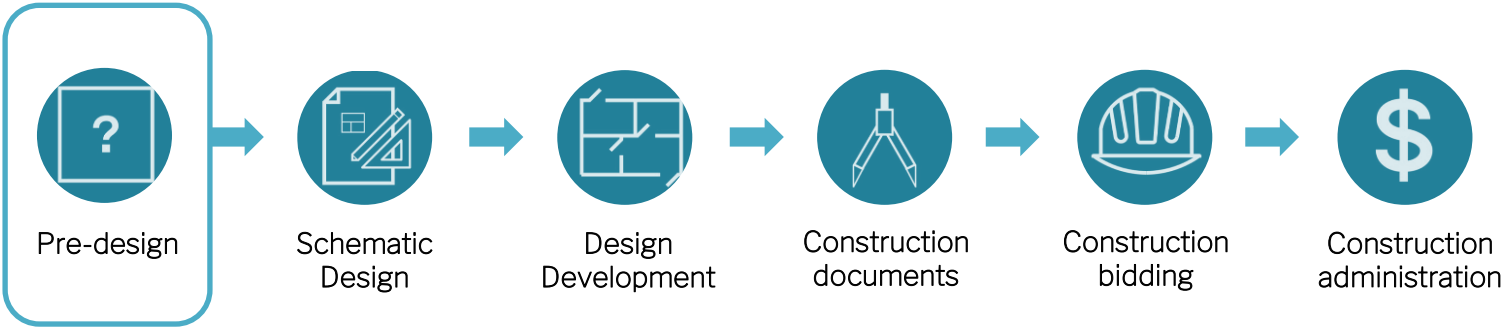 ?
$
Pre-design
Schematic
Design
Design
Development
Construction
documents
Construction
bidding
Construction
administration